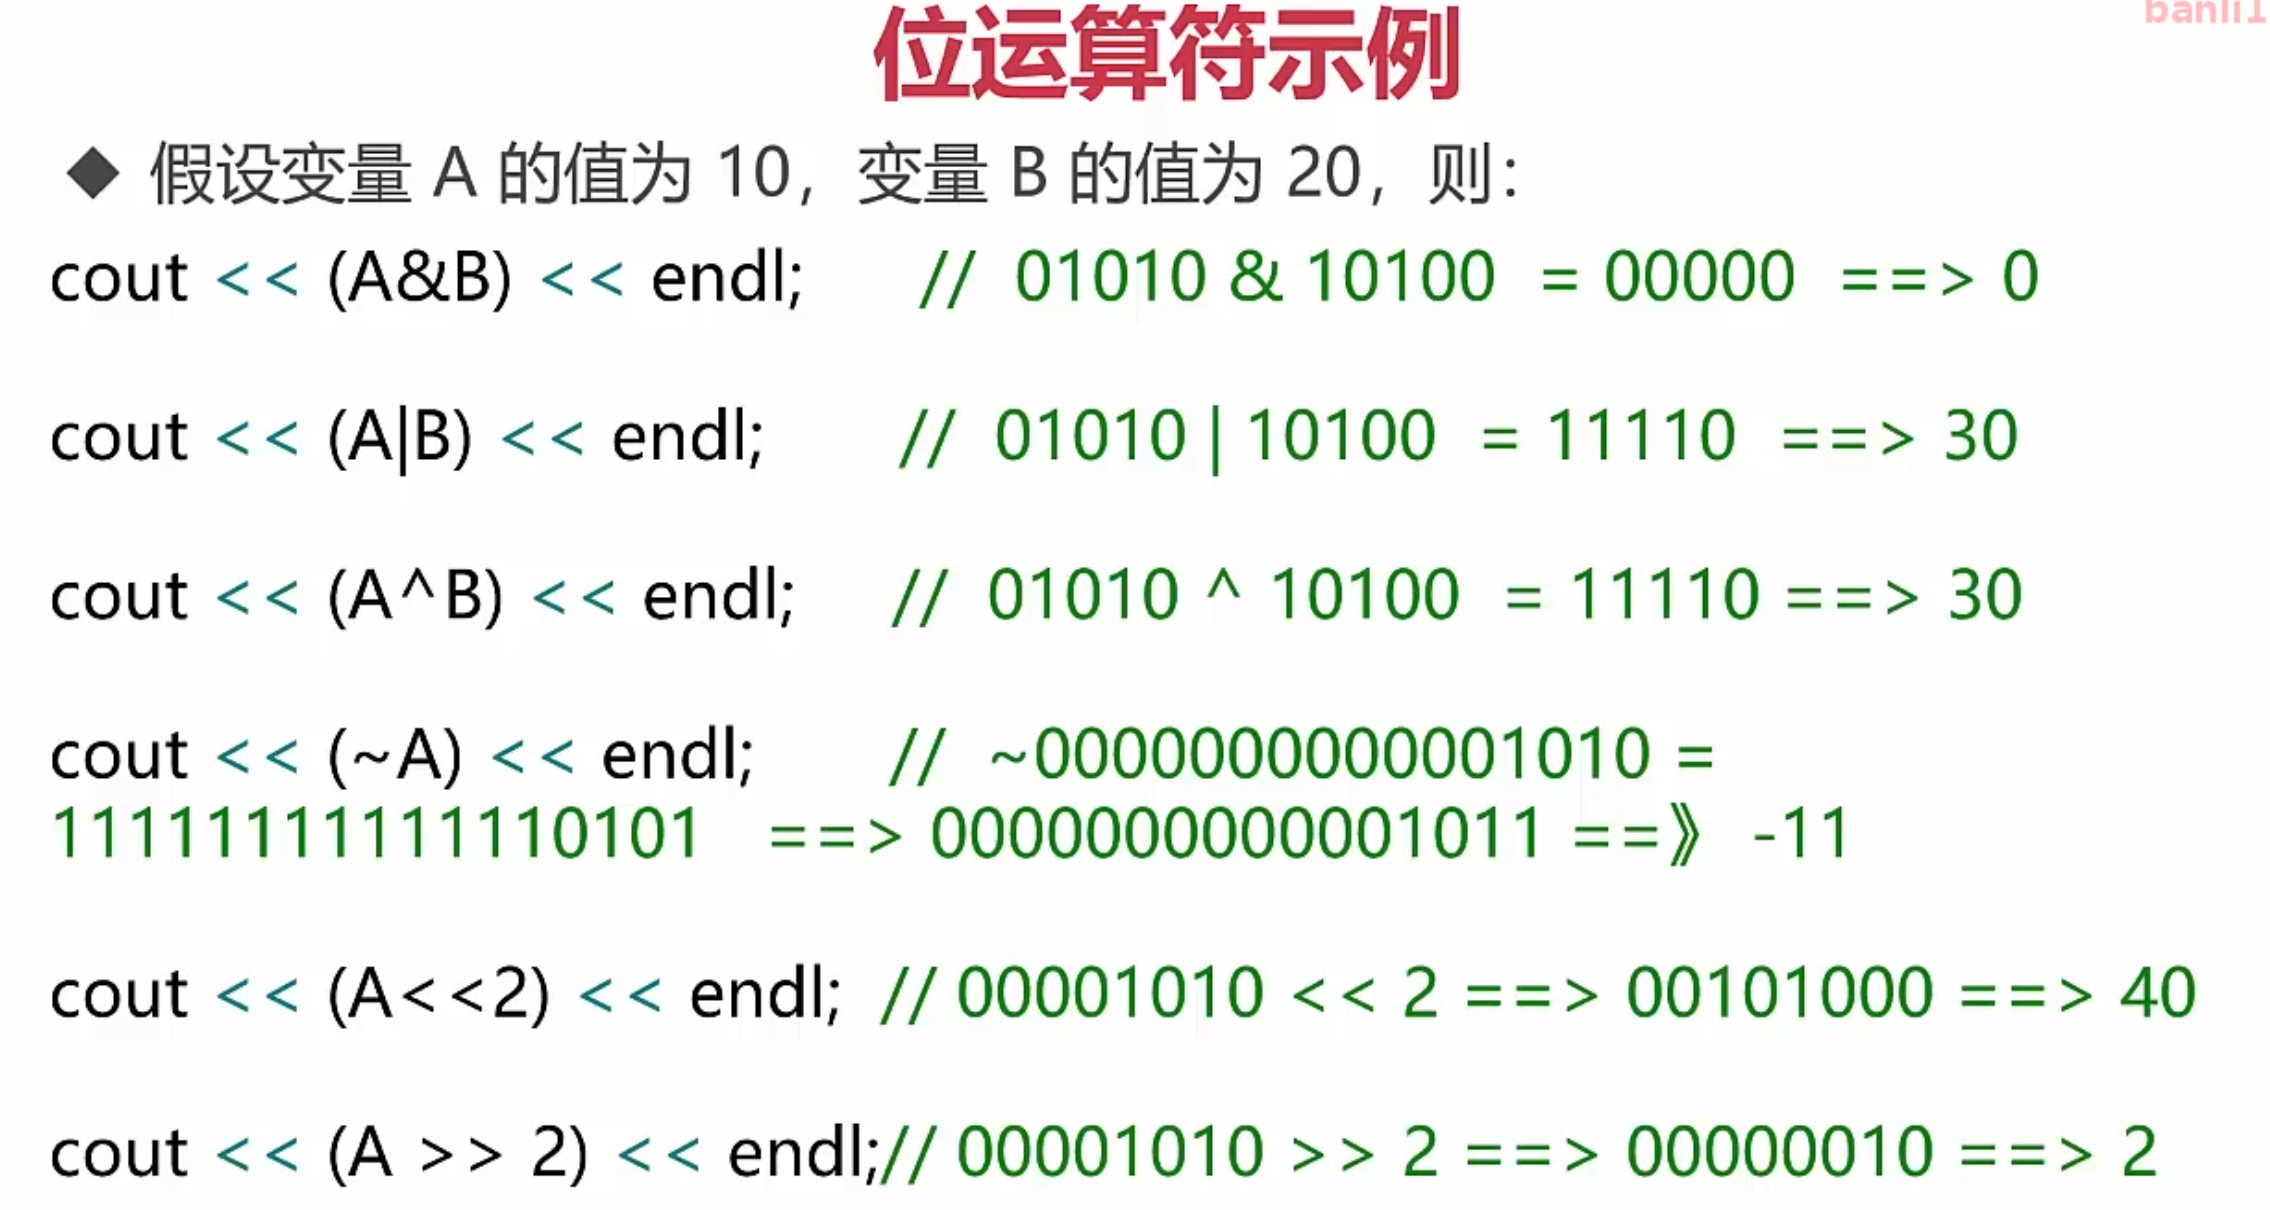 banli1
位运算符示例
◆ 假设变量 A 的值为 10，变量 B 的值为 20，则：
cout << (A&B) << endl; // 01010 & 10100 = 00000 ==> 0
cout << (A|B) << endl; // 01010 | 10100 = 11110 ==> 30
cout << (A^B) << endl; // 01010 ^ 10100 = 11110 ==> 30
cout << (~A) << endl; // ~0000000000001010 =
1111111111110101 ==> 0000000000001011 ==》 -11
cout << (A<<2) << endl; // 00001010 << 2 ==> 00101000 ==> 40
cout << (A >> 2) << endl;// 00001010 >> 2 ==> 00000010 ==> 2